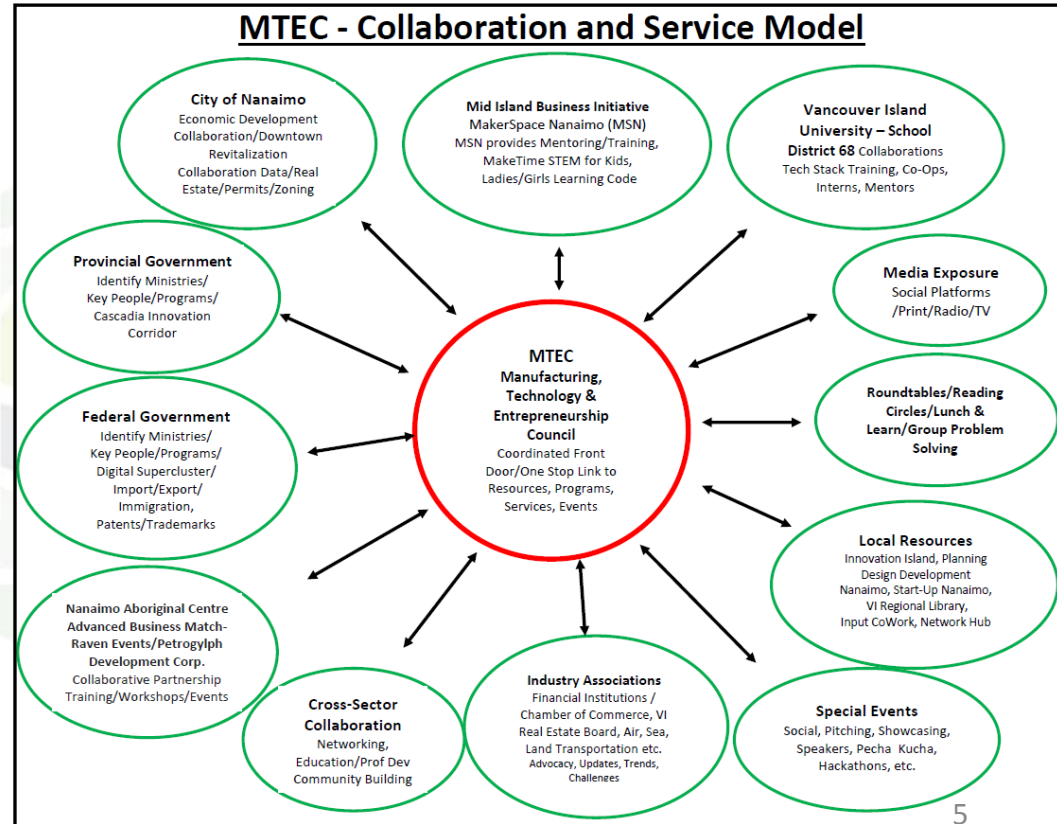 MTEC - Collaboration and Service Model
City of Nanaimo
Economic Development
Collaboration/Downtown
Revitalization
Collaboration Data/Real
Estate/Permits/Zoning
Mid Island Business Initiative
MakerSpace Nanaimo (MSN)
MSN provides Mentoring/Training,
MakeTime STEM for Kids,
Ladies/Girls Learning Code
Vancouver Island
University – School
District 68 Collaborations
Tech Stack Training, Co-Ops,
Interns, Mentors
Provincial Government
Identify Ministries/
Key People/Programs/
Cascadia Innovation
Corridor
Media Exposure
Social Platforms
/Print/Radio/TV
MTEC
Manufacturing,
Technology &
Entrepreneurship
Council
Coordinated Front
Door/One Stop Link to
Resources, Programs,
Services, Events
Roundtables/Reading
Circles/Lunch &
Learn/Group Problem
Solving
Federal Government
Identify Ministries/
Key People/Programs/
Digital Supercluster/
Import/Export/
Immigration,
Patents/Trademarks
Local Resources
Innovation Island, Planning
Design Development
Nanaimo, Start-Up Nanaimo,
VI Regional Library,
Input CoWork, Network Hub
Nanaimo Aboriginal Centre
Advanced Business Match-
Raven Events/Petrogylph
Development Corp.
Collaborative Partnership
Training/Workshops/Events
Cross-Sector
Collaboration
Networking,
Education/Prof Dev
Community Building
Industry Associations
Financial Institutions /
Chamber of Commerce, VI
Real Estate Board, Air, Sea,
Land Transportation etc.
Advocacy, Updates, Trends,
Challenges
Special Events
Social, Pitching, Showcasing,
Speakers, Pecha Kucha,
Hackathons, etc.
5